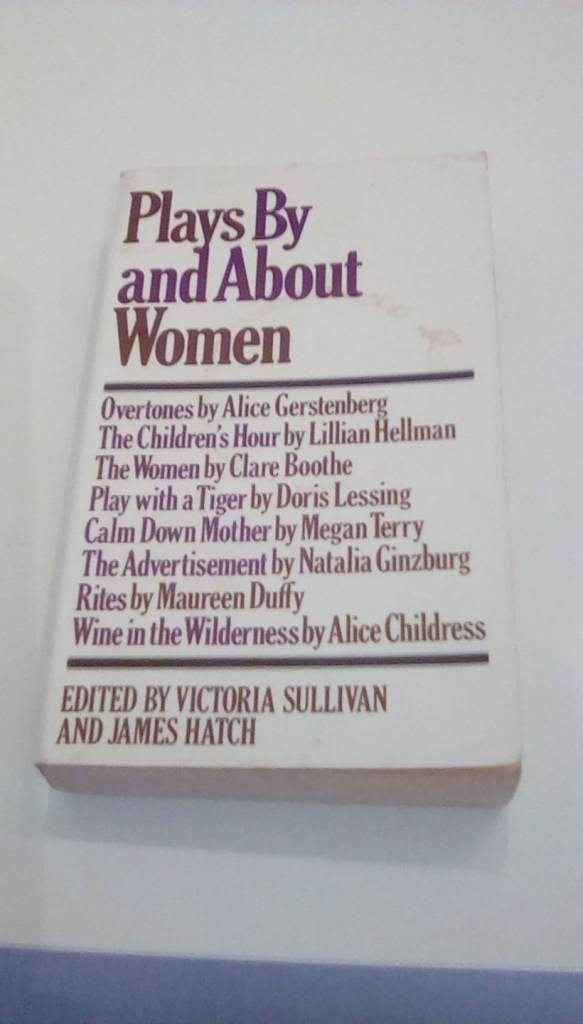 Plays By
and About
Women
Overtones by Alice Gerstenberg
The Children's Hour by Lillian Hellman
The Women by Clare Boothe
Play with a Tiger by Doris Lessing
Calm Down Mother by Megan Terry
The Advertisement by Natalia Ginzburg
Rites by Maureen Duffy
Wine in the Wilderness by Alice Childress
EDITED BY VICTORIA SULLIVAN
AND JAMES HATCH